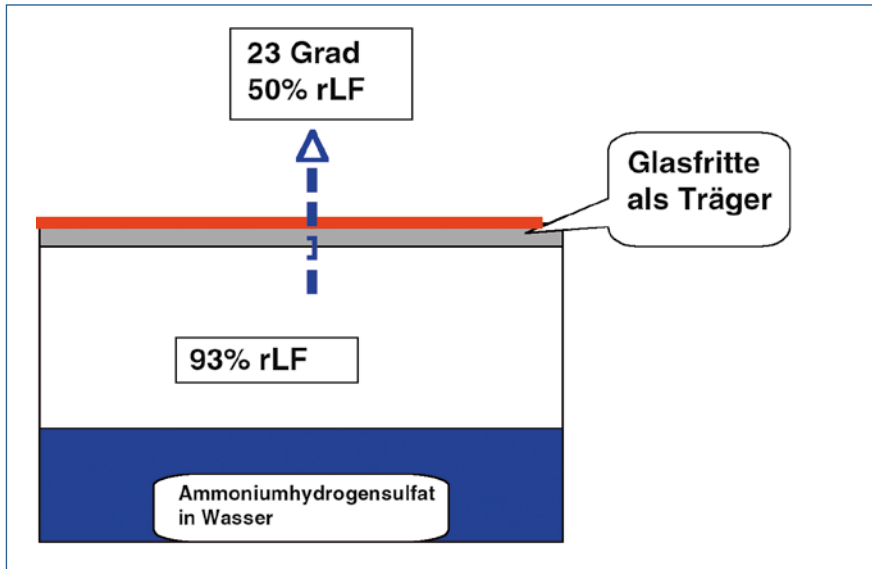 23 Grad
50% rLF
Glasfritte
als Träger
93% rLF
Ammoniumhydrogensulfat
in Wasser